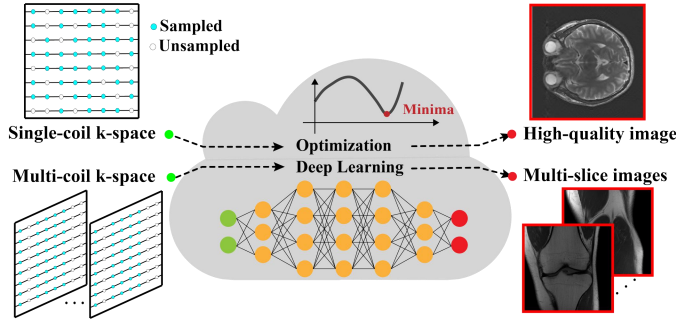 Sampled
Unsampled
Minima
Single-coil k-space
Optimization
High-quality image
Multi-coil k-space
Deep Learning
Multi-slice images
...
...